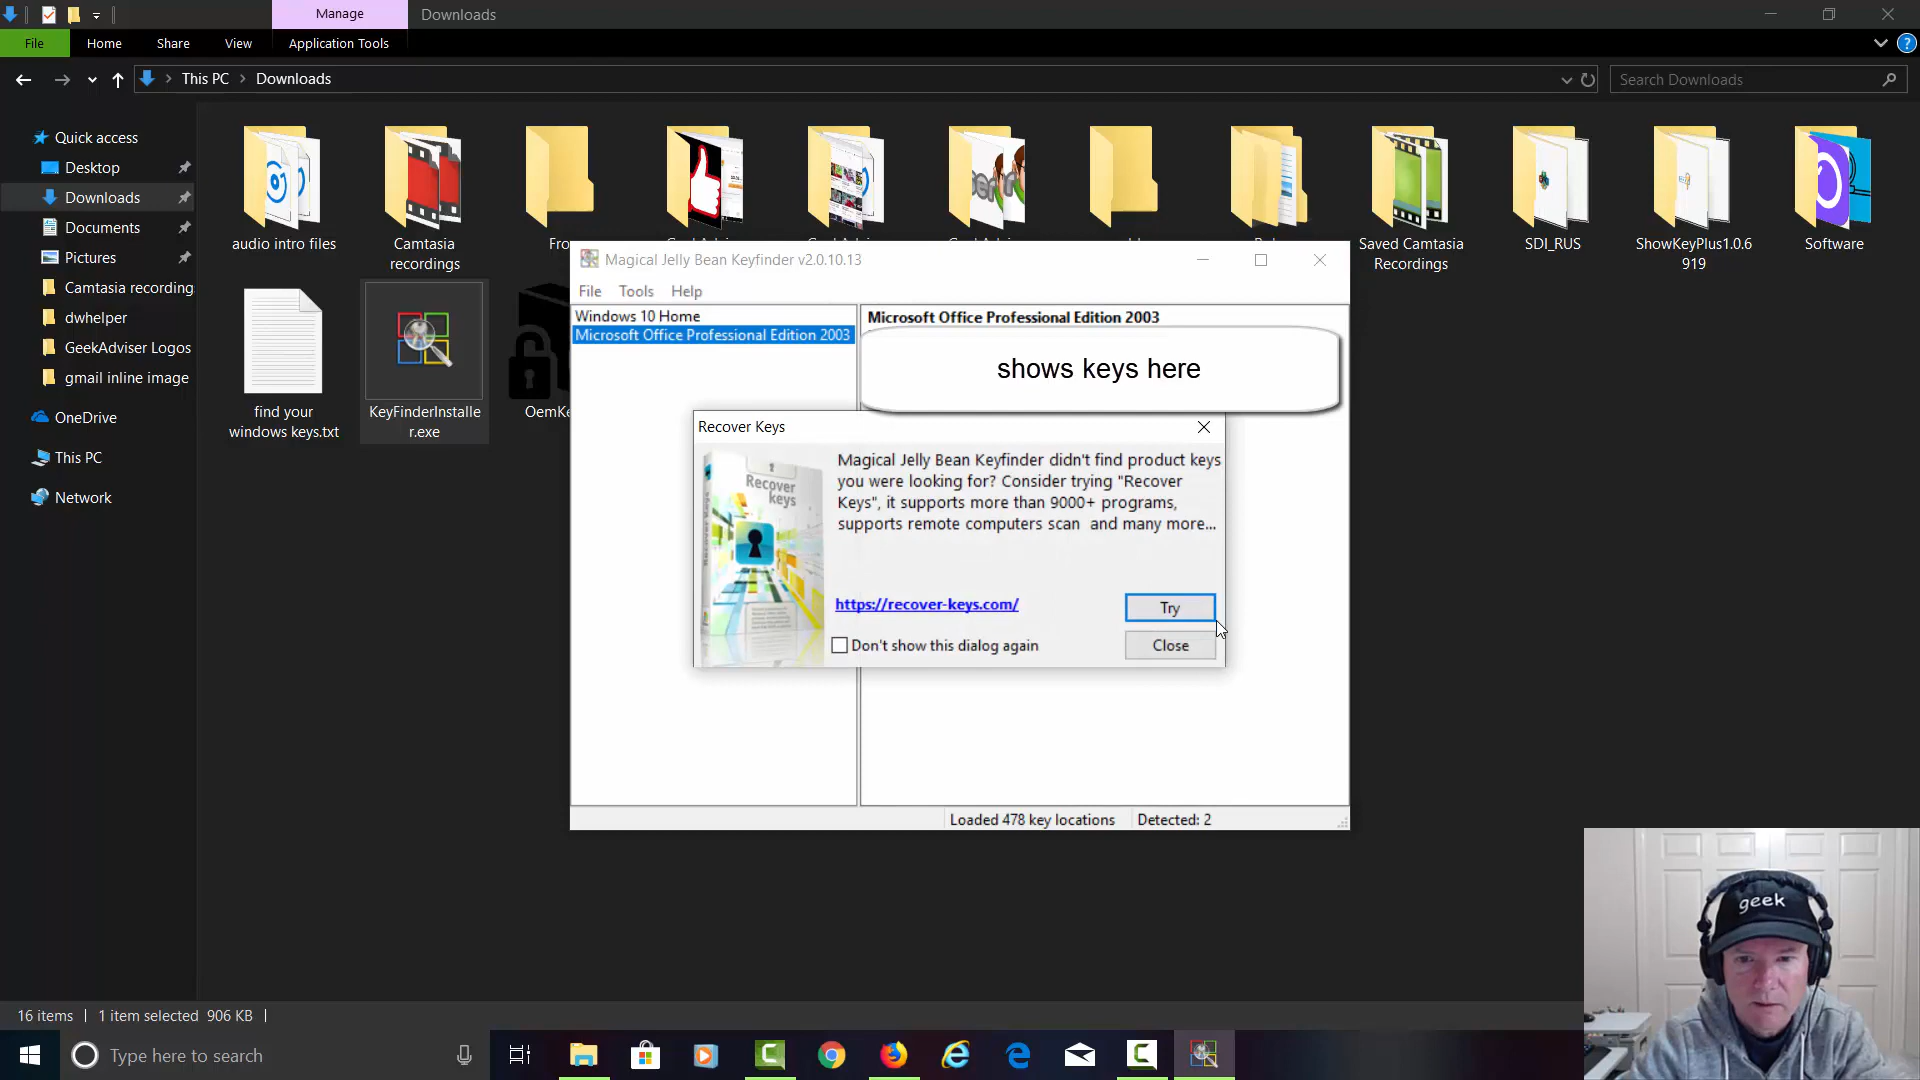 Manage
Downloads
File
Home
Share
View
Application Tools
This PC
Downloads
Search Downloads
Quick access
Desktop
Downloads
Documents
Pictures
Camtasia recording
dwhelper
GeekAdviser Logos
gmail inline image
OneDrive
This PC
Network
audio intro files
Camtasia
recordings
Fro
Saved Camtasia
Recordings
SDI_RUS
ShowKeyPlus1.0.6
919
Software
find your
windows keys.txt
KeyFinderInstalle
r.exe
OemKe
Magical Jelly Bean Keyfinder v2.0.10.13
File
Tools
Help
Windows 10 Home
Microsoft Office Professional Edition 2003
Microsoft Office Professional Edition 2003
shows keys here
Recover Keys
Recover
keys
Magical Jelly Bean Keyfinder didn't find product keys
you were looking for? Consider trying "Recover
Keys", it supports more than 9000+ programs,
supports remote computers scan and many more...
https://recover-keys.com/
Try
Don't show this dialog again
Close
Loaded 478 key locations
Detected: 2
geek
16 items
1 item selected 906 KB
Type here to search